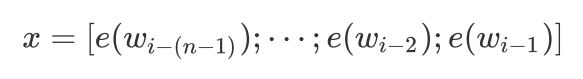 x = [e(w_{i-(n-1)}); ⋯ ; e(w_{i-2}); e(w_{i-1})]